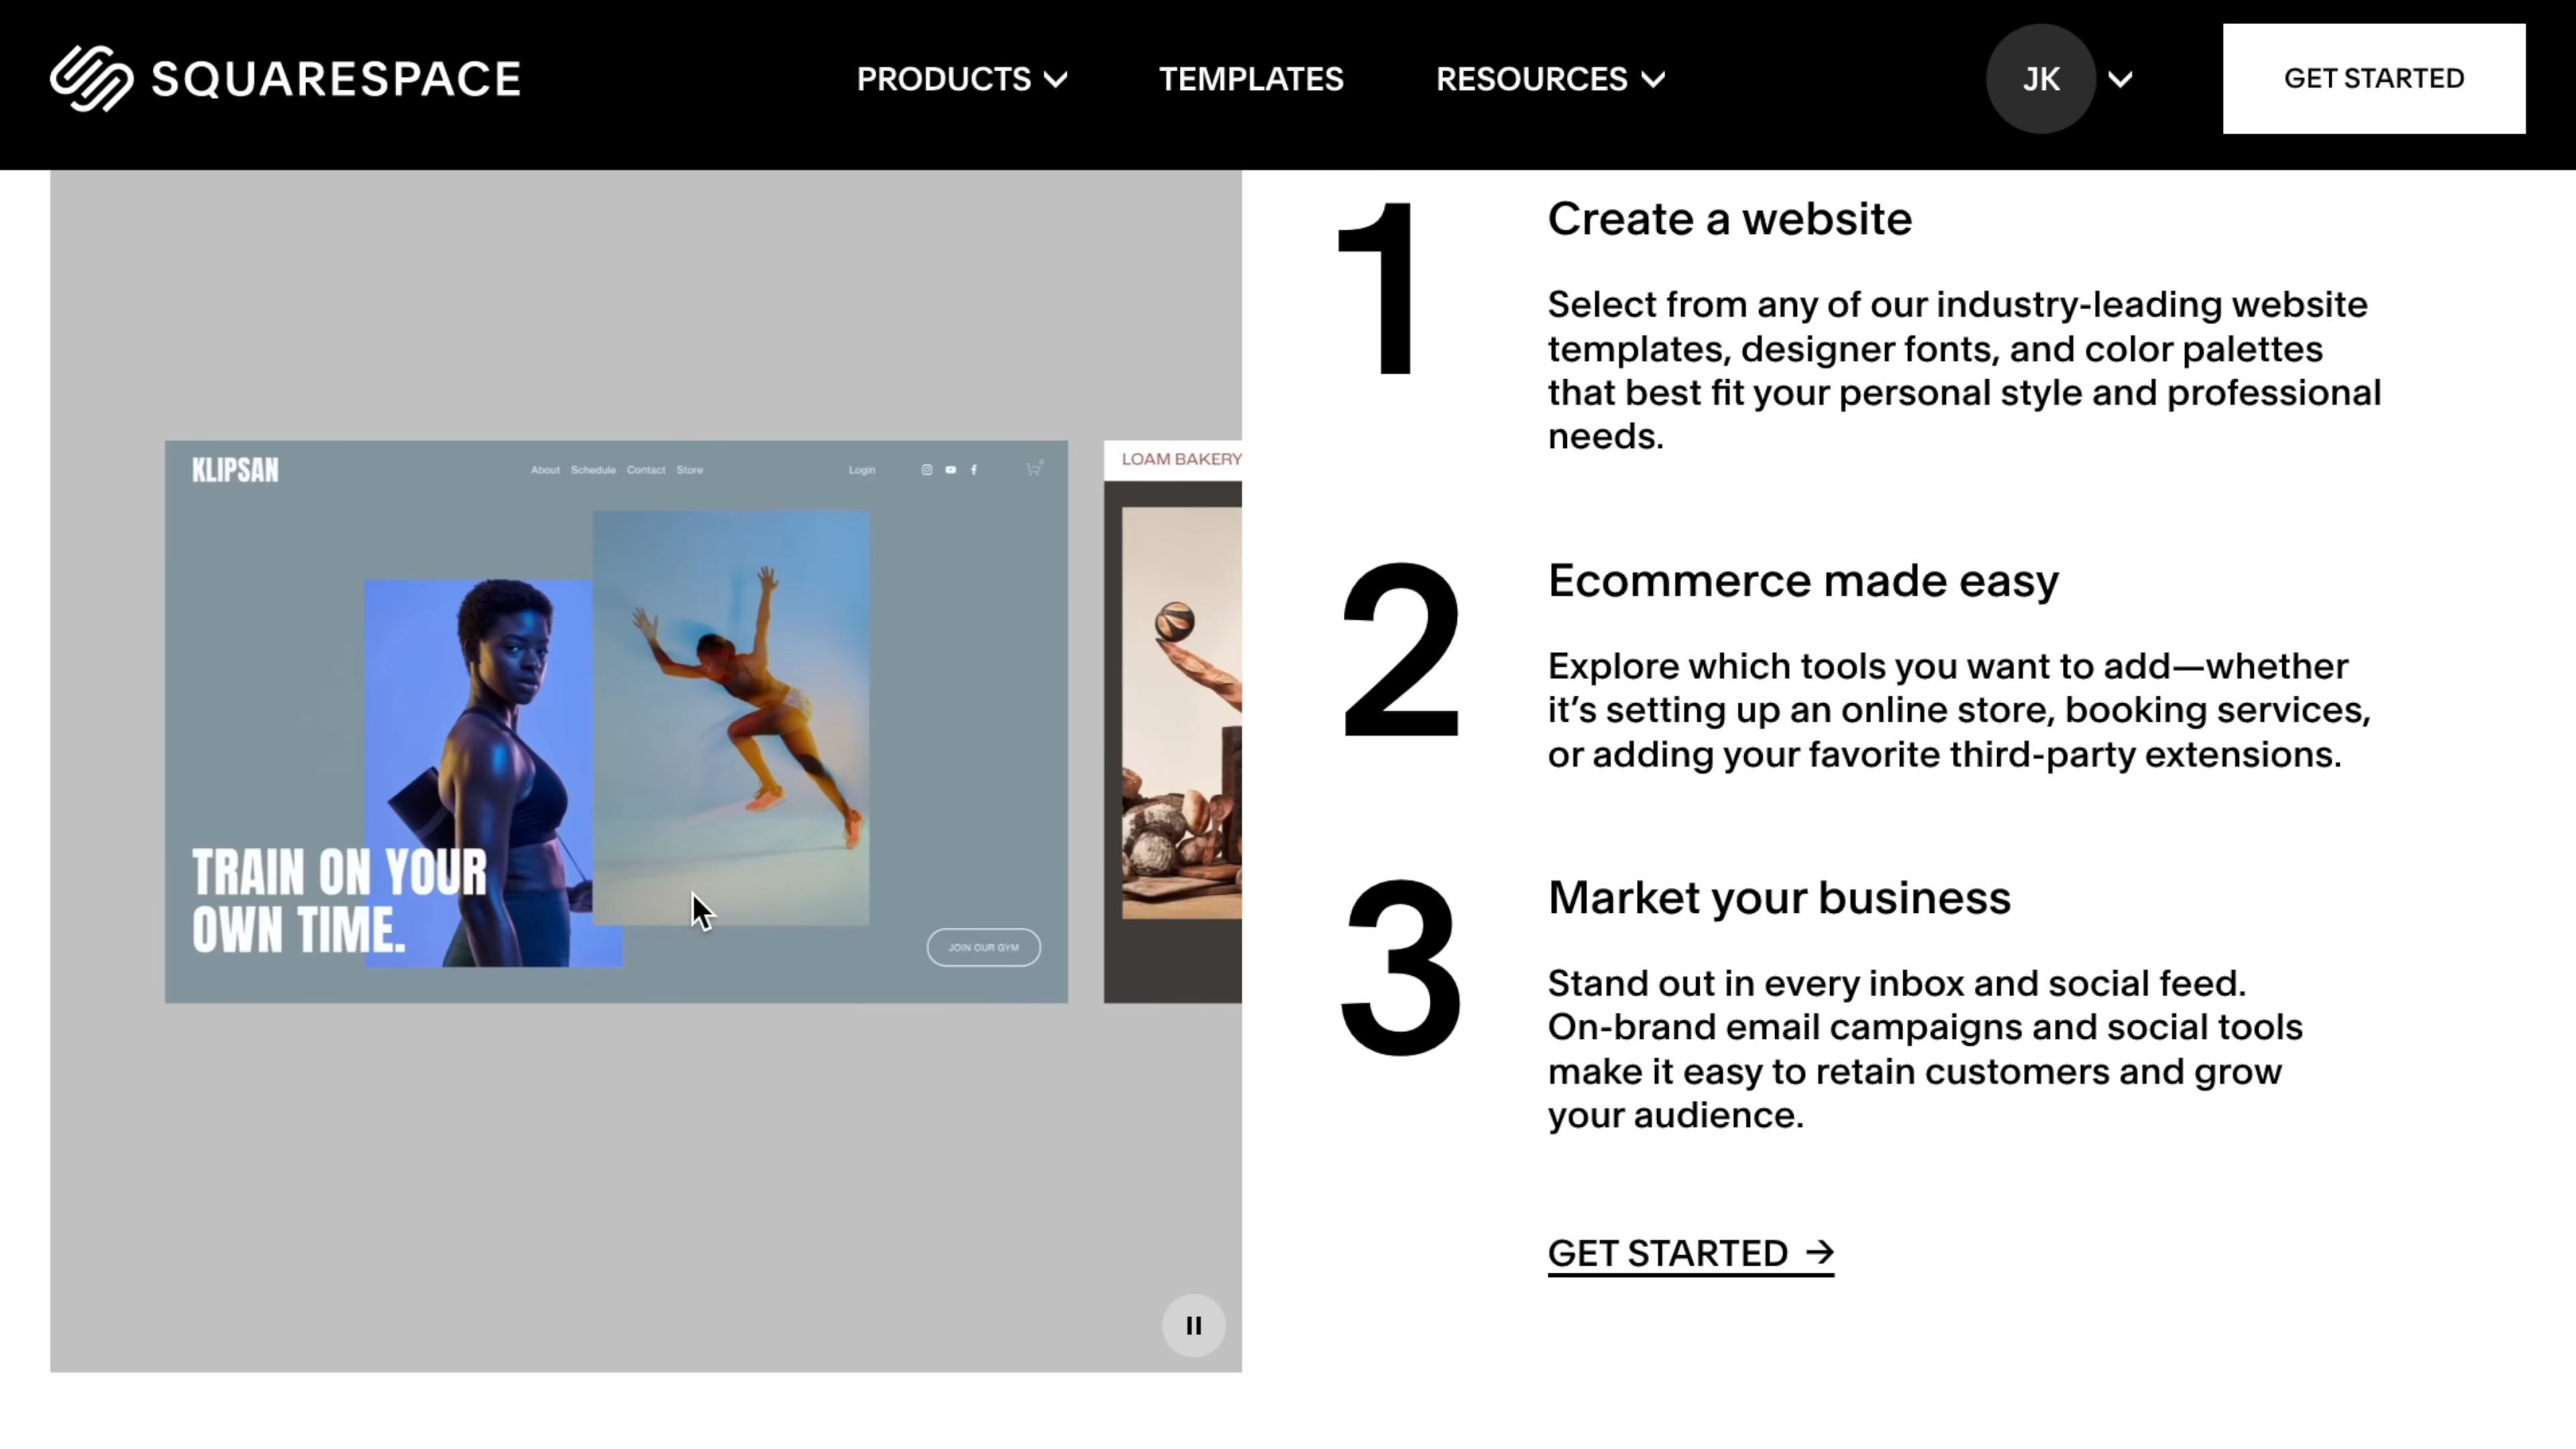 SQUARESPACE
PRODUCTS
TEMPLATES
RESOURCES
JK
GET STARTED
KLIPSAN
About Schedule Contact Store
Login
TRAIN ON YOUR
OWN TIME.
JOIN OUR GYM
LOAM BAKERY
1
Create a website
Select from any of our industry-leading website
templates, designer fonts, and color palettes
that best fit your personal style and professional
needs.
2
Ecommerce made easy
Explore which tools you want to add—whether
it’s setting up an online store, booking services,
or adding your favorite third-party extensions.
3
Market your business
Stand out in every inbox and social feed.
On-brand email campaigns and social tools
make it easy to retain customers and grow
your audience.
GET STARTED →